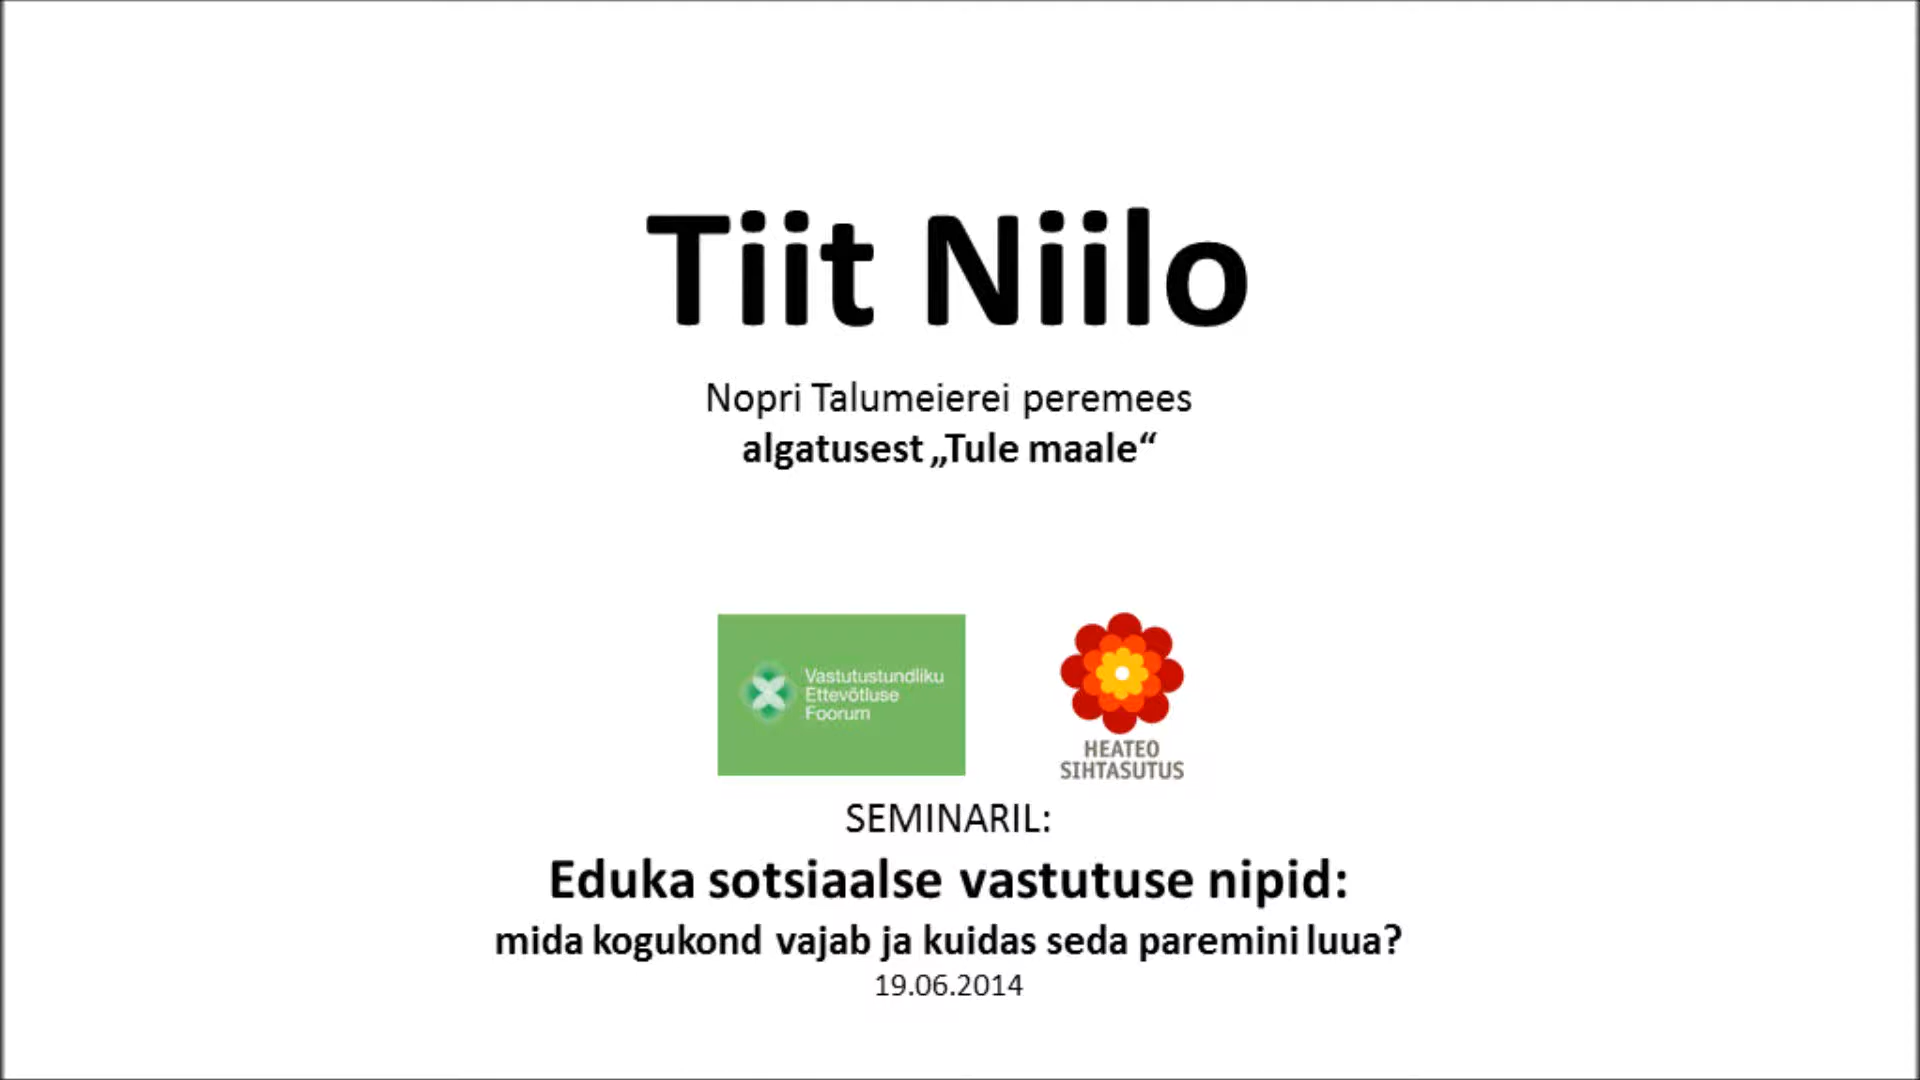 Tiit Niilo
Nopri Talumeierei peremees
algatusest „Tule maale“
Vastutustundliku
Ettevõtluse
Foorum
HEATEO
SIHTASUTUS
SEMINARIL:
Eduka sotsiaalse vastutuse nipid:
mida kogukond vajab ja kuidas seda paremini luua?
19.06.2014